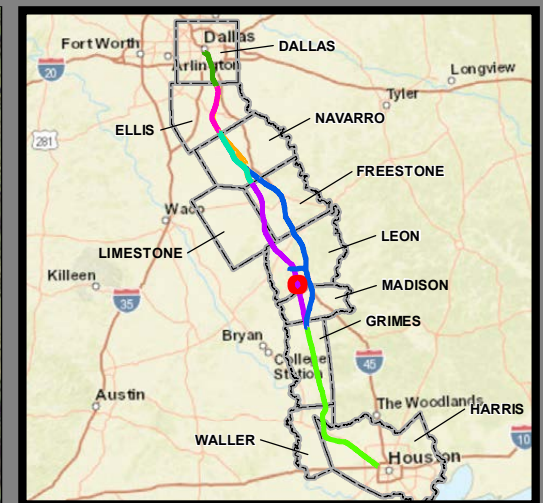 Dallas
Fort Worth
DALLAS
Arlington
20
Longview
Tyler
NAVARRO
ELLIS
281
FREESTONE
Waco
LEON
LIMESTONE
Killeen
MADISON
35
GRIMES
Bryan
College
Station
45
Austin
The Woodlands
HARRIS
WALLER
10
Houston